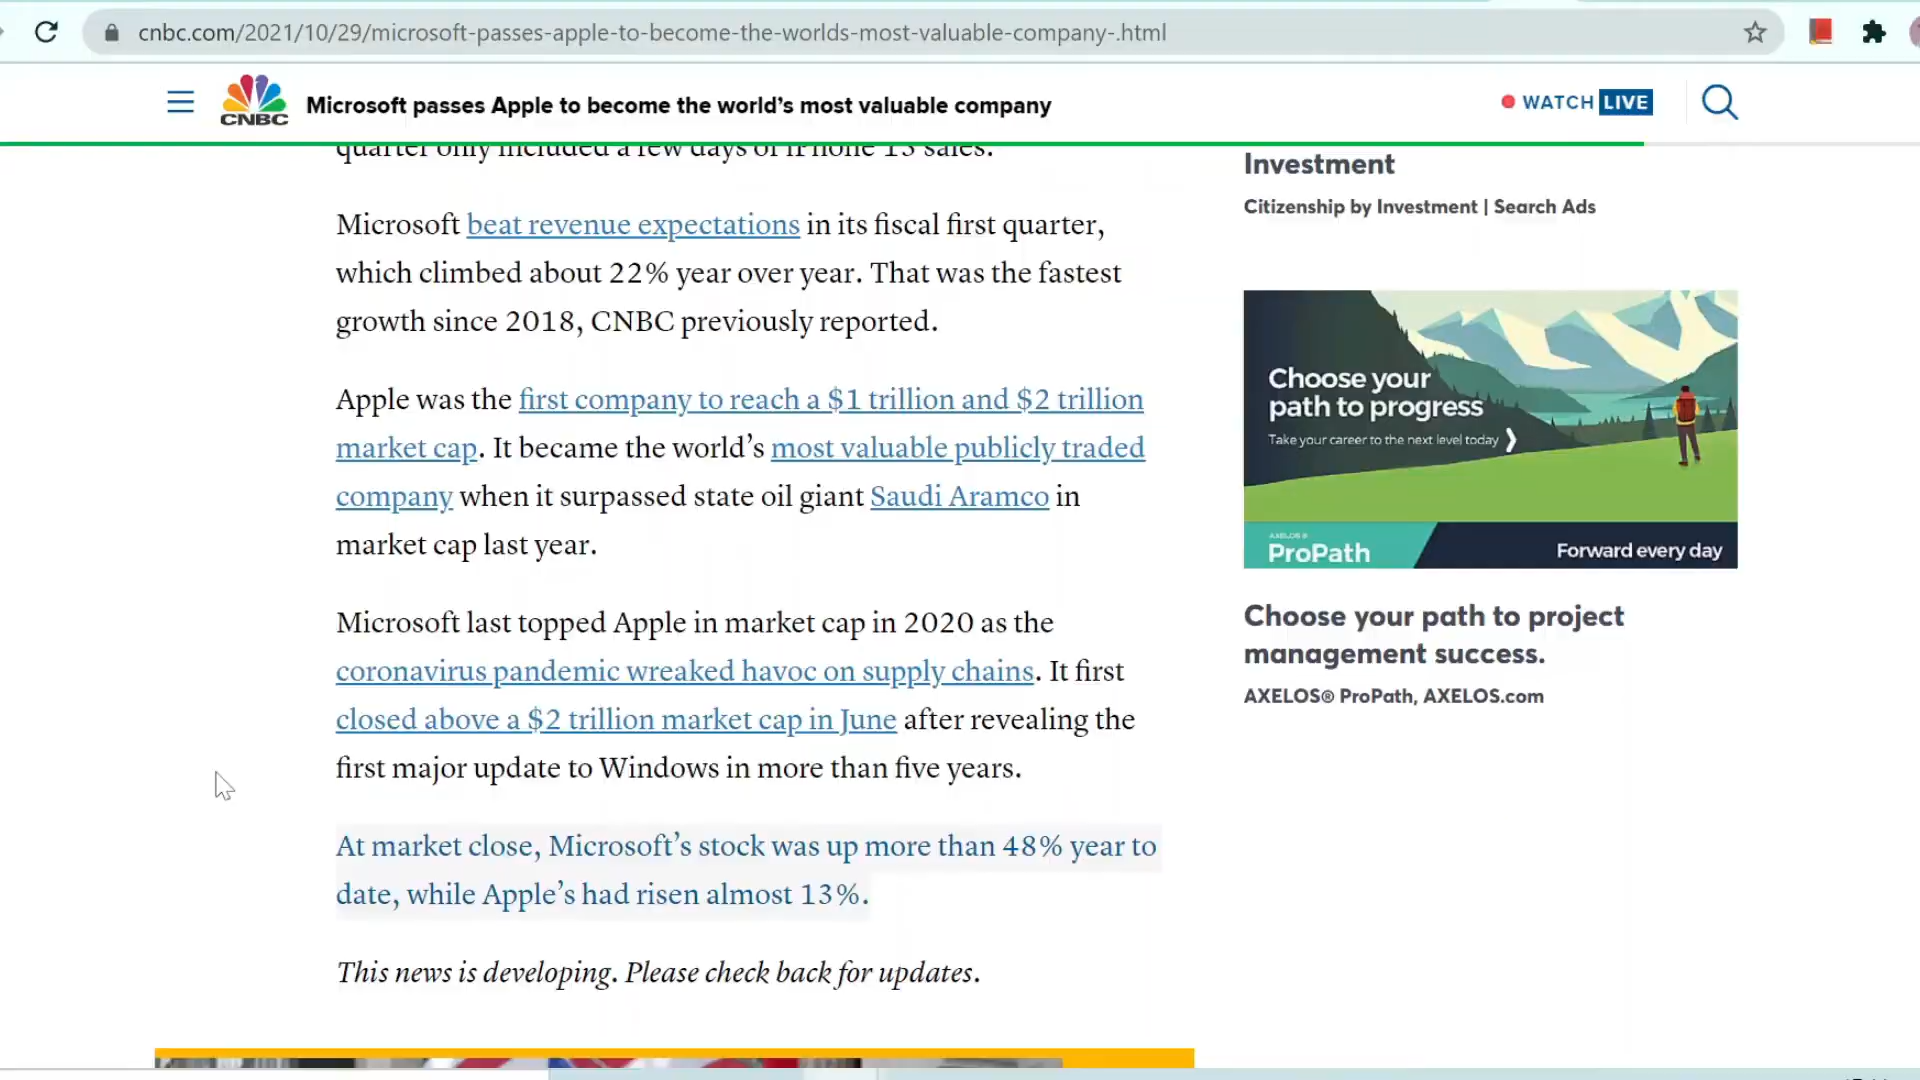 cnbc.com/2021/10/29/microsoft-passes-apple-to-become-the-worlds-most-valuable-company-.html
CNBC
Microsoft passes Apple to become the world's most valuable company
WATCH LIVE
quarter only included a few days of iPhone 13 sales.
Microsoft beat revenue expectations in its fiscal first quarter,
which climbed about 22% year over year. That was the fastest
growth since 2018, CNBC previously reported.
Apple was the first company to reach a $1 trillion and $2 trillion
market cap. It became the world's most valuable publicly traded
company when it surpassed state oil giant Saudi Aramco in
market cap last year.
Microsoft last topped Apple in market cap in 2020 as the
coronavirus pandemic wreaked havoc on supply chains. It first
closed above a $2 trillion market cap in June after revealing the
first major update to Windows in more than five years.
At market close, Microsoft's stock was up more than 48% year to
date, while Apple's had risen almost 13%.
This news is developing. Please check back for updates.
Investment
Citizenship by Investment | Search Ads
Choose your
path to progress
Take your career to the next level today
AXELOS®
ProPath
Forward every day
Choose your path to project
management success.
AXELOS® ProPath, AXELOS.com